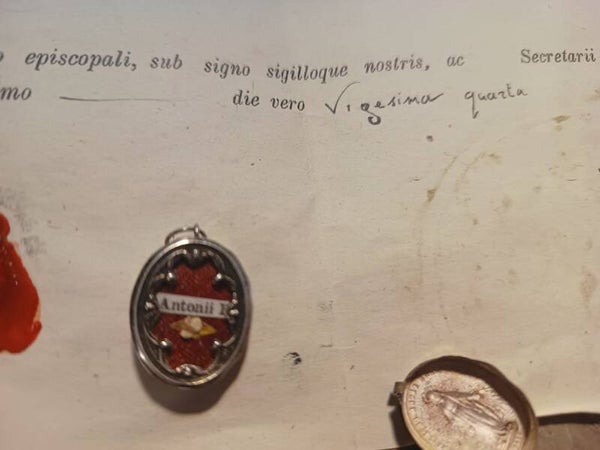 episcopali, sub signo sigilloque nostris, ac Secretarii
mo die vero Vigesima quarta
Antonii